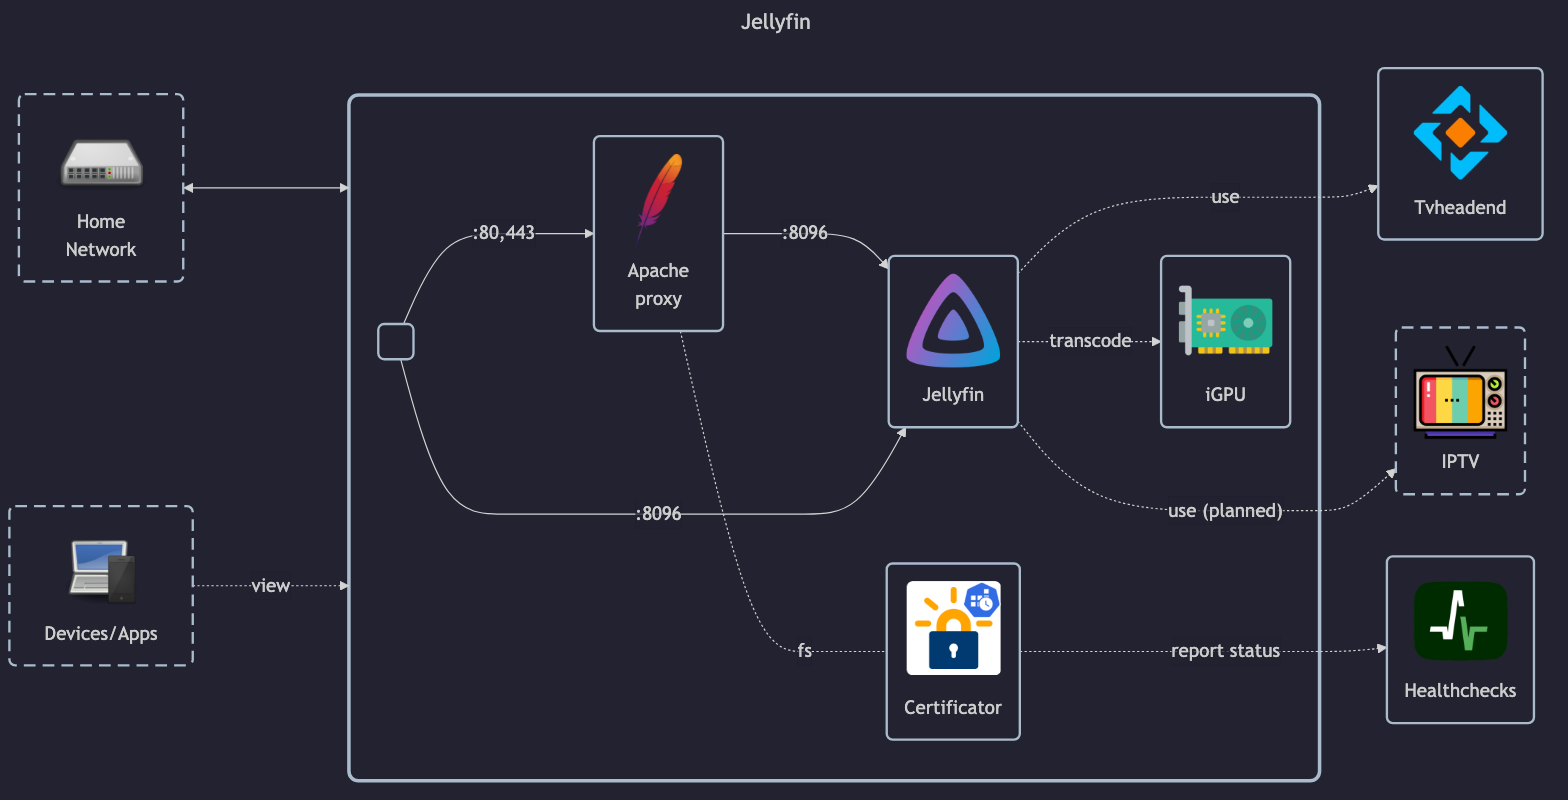 Jellyfin
Home
Network
:80,443
Apache
proxy
:8096
Jellyfin
use
Tvheadend
transcode
iGPU
! ...
IPTV
:8096
use (planned)
Devices/Apps
view
fs
Certificator
report status
Healthchecks